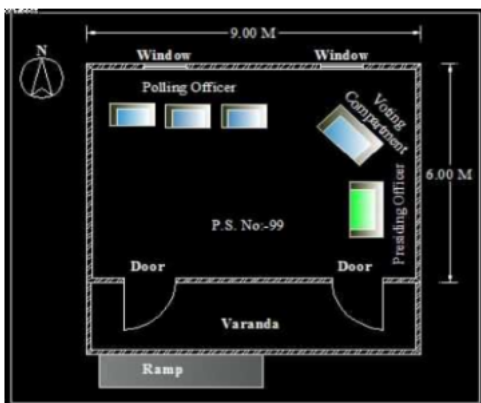 9.00 M
N
Window
Window
Polling Officer
Voting
Compartment
6.00 M
Presiding Officer
P.S. No:-99
Door
Door
Varanda
Ramp